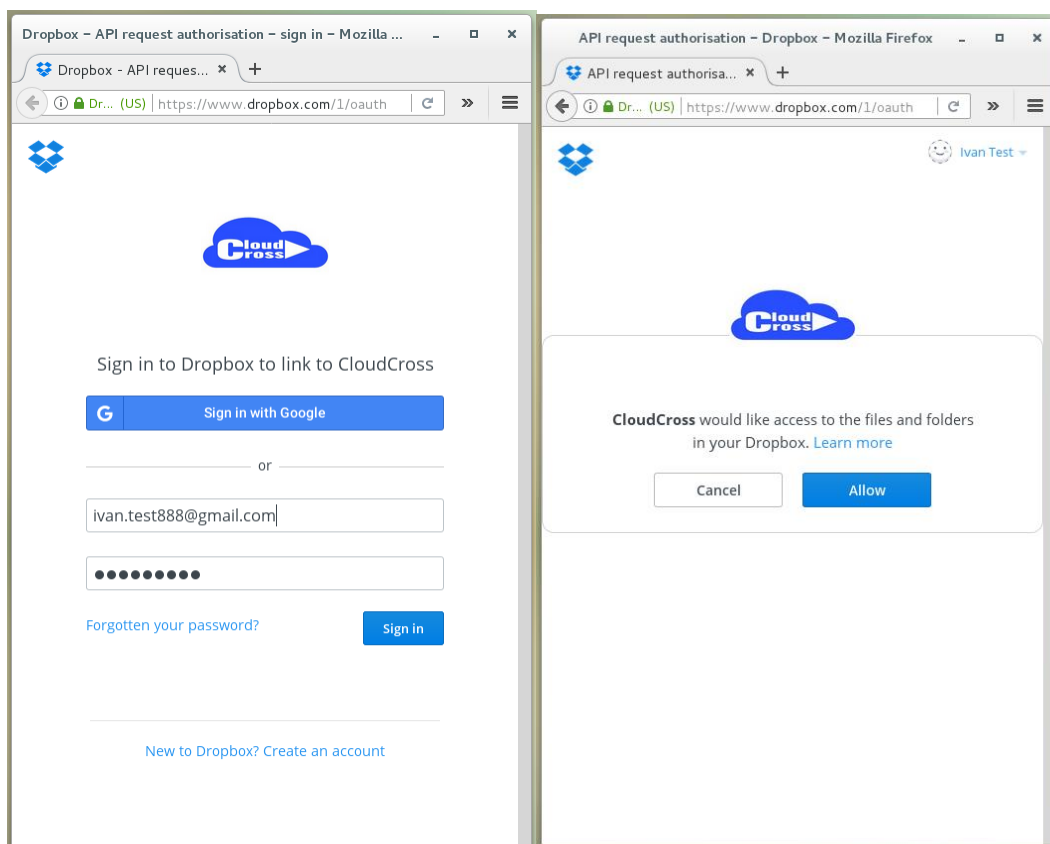 Dropbox – API request authorisation – sign in – Mozilla ...
Dropbox - API reques...
Dr... (US) https://www.dropbox.com/1/oauth
Cloud
Cross
Sign in to Dropbox to link to CloudCross
G Sign in with Google
or
ivan.test888@gmail.com
Forgotten your password?
Sign in
New to Dropbox? Create an account
API request authorisation – Dropbox – Mozilla Firefox
API request authorisa...
Dr... (US) https://www.dropbox.com/1/oauth
Ivan Test
Cloud
Cross
CloudCross would like access to the files and folders
in your Dropbox. Learn more
Cancel
Allow